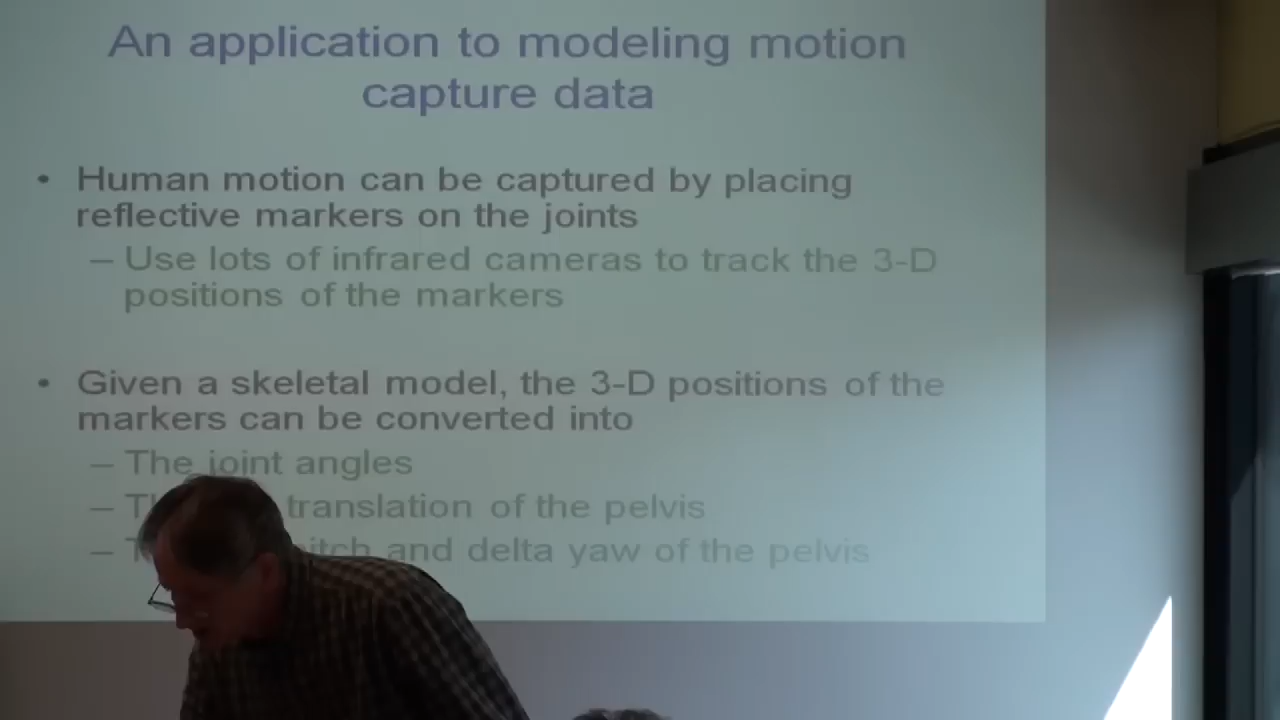 An application to modeling motion
capture data
• Human motion can be captured by placing
reflective markers on the joints
– Use lots of infrared cameras to track the 3-D
positions of the markers
• Given a skeletal model, the 3-D positions of the
markers can be converted into
– The joint angles
– translation of the pelvis
– and delta yaw of the pelvis